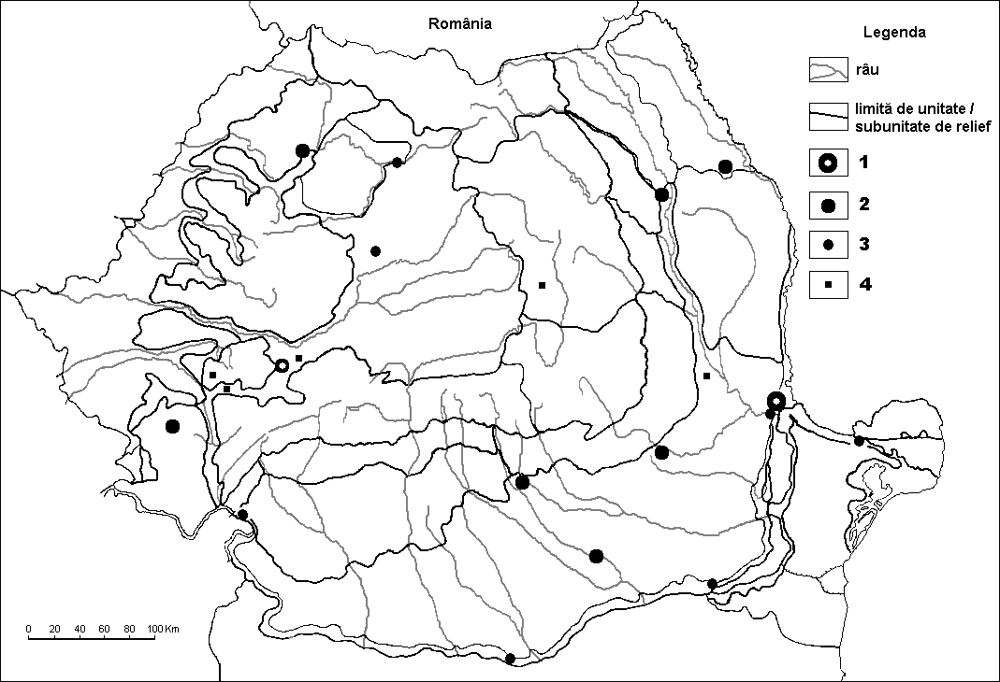 România
Legenda
râu
limită de unitate /
subunitate de relief
1
2
3
4
0 20 40 60 80 100 Km